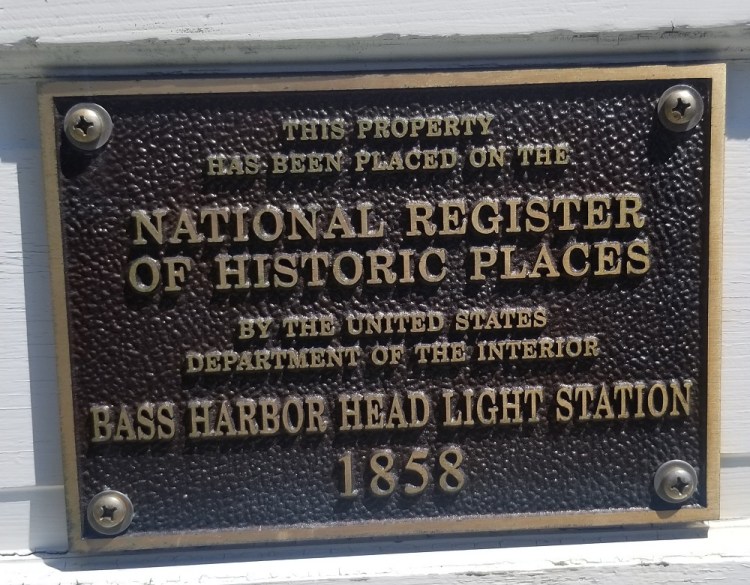 THIS PROPERTY
HAS BEEN PLACED ON THE
NATIONAL REGISTER
OF HISTORIC PLACES
BY THE UNITED STATES
DEPARTMENT OF THE INTERIOR
BASS HARBOR HEAD LIGHT STATION
1858